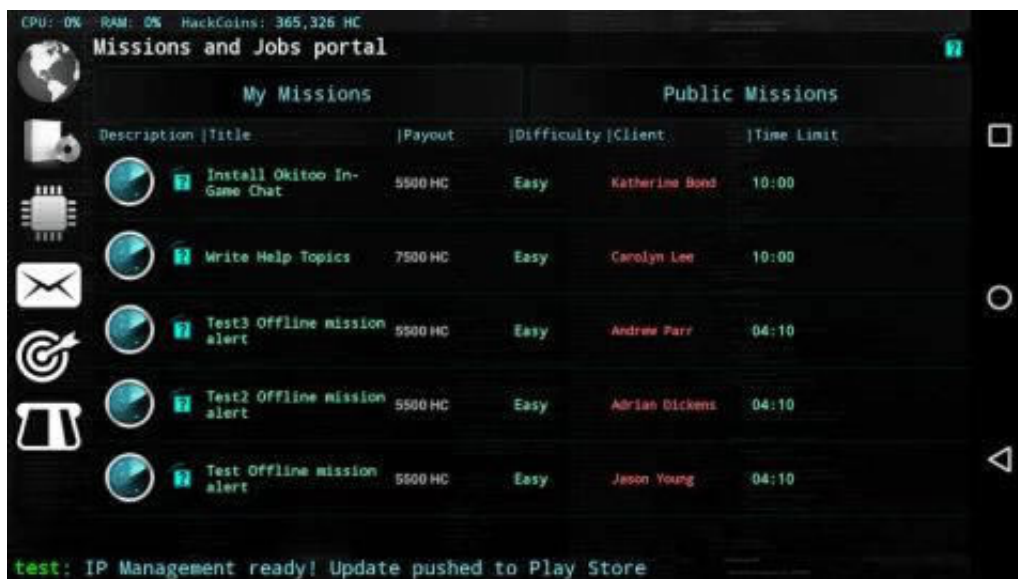 CPU: 0% RAM: 0% HackCoins: 365,326 HC
Missions and Jobs portal
?
My Missions
Public Missions
Description |Title |Payout |Difficulty |Client |Time Limit
? Install Okitoo In-
Game Chat
5500 HC Easy Katherine Bond 10:00
? Write Help Topics 7500 HC Easy Carolyn Lee 10:00
? Test3 Offline mission
alert
5500 HC Easy Andrew Parr 04:10
? Test2 Offline mission
alert
5500 HC Easy Adrian Dickens 04:10
? Test Offline mission
alert
5500 HC Easy Jason Young 04:10
test: IP Management ready! Update pushed to Play Store